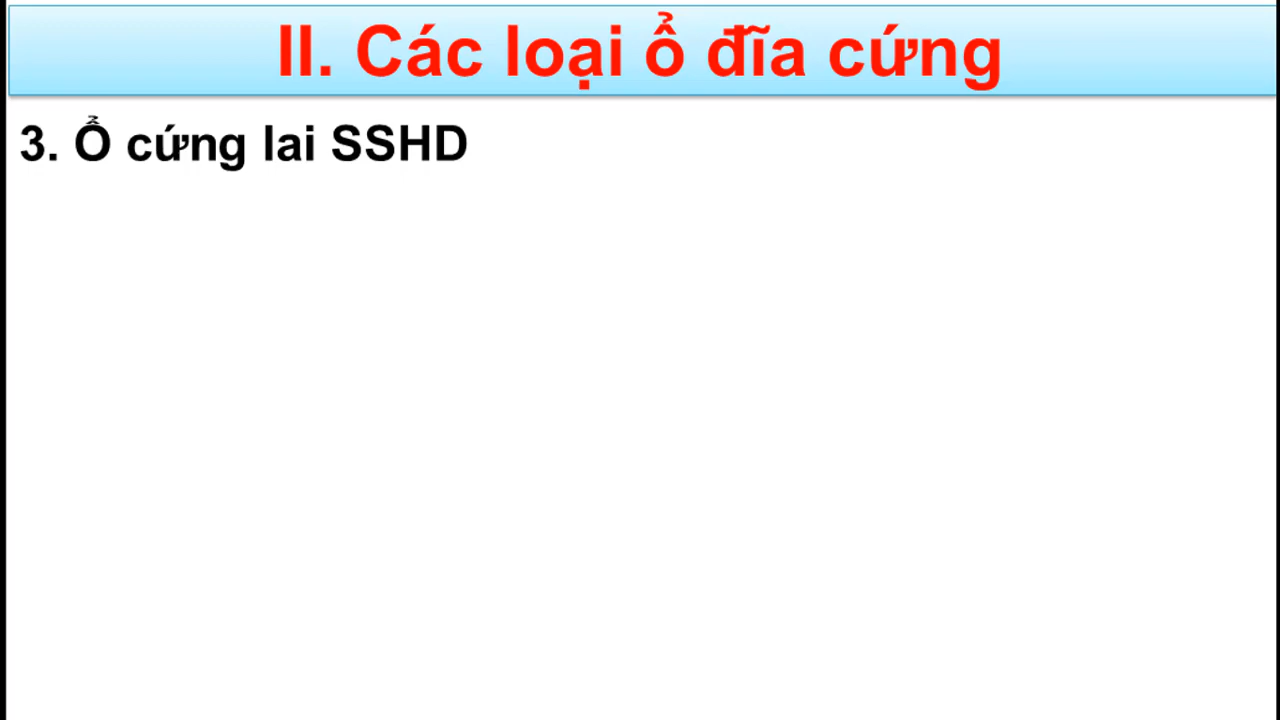 II. Các loại ổ đĩa cứng
3. Ổ cứng lai SSHD